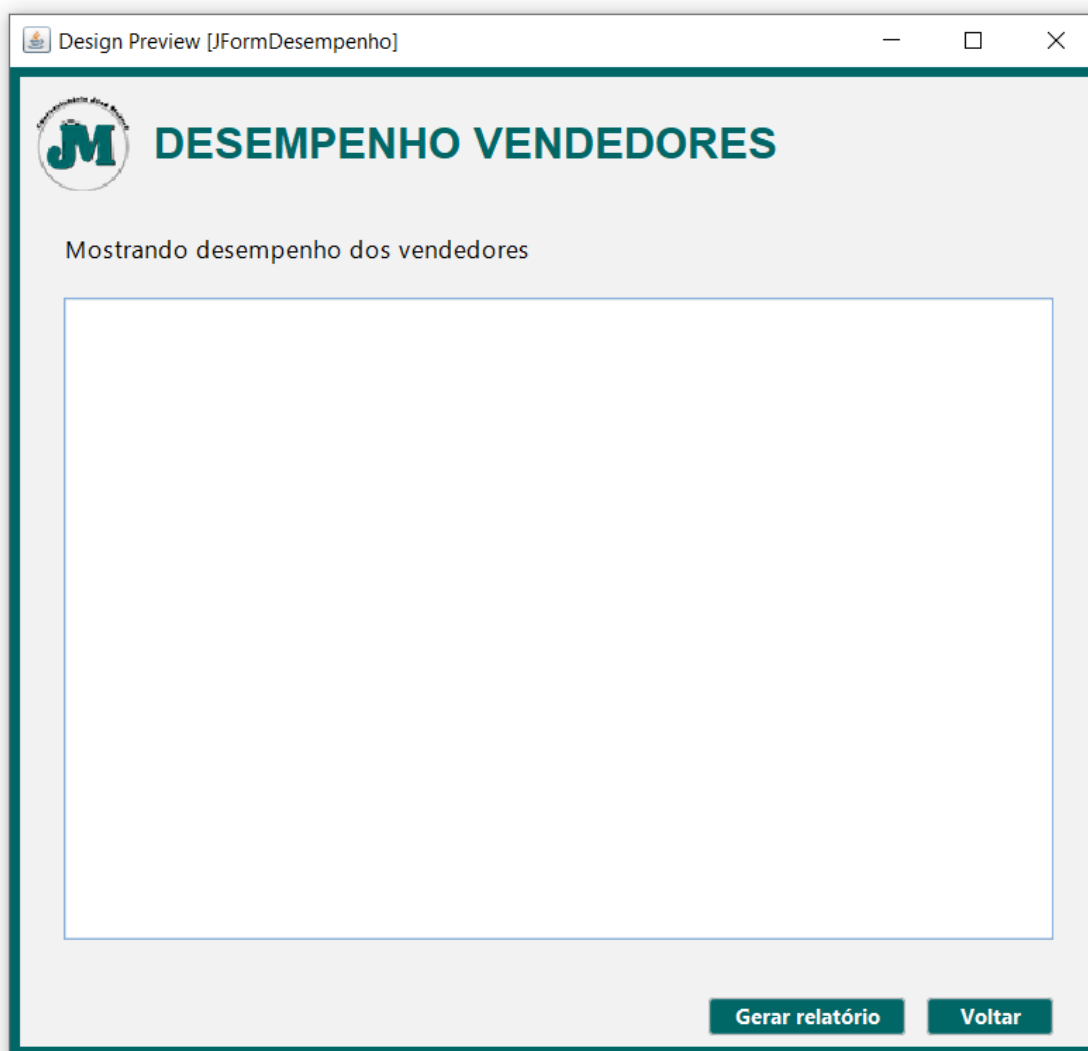 Design Preview [JFormDesempenho]
JM
DESEMPENHO VENDEDORES
Mostrando desempenho dos vendedores
Gerar relatório
Voltar